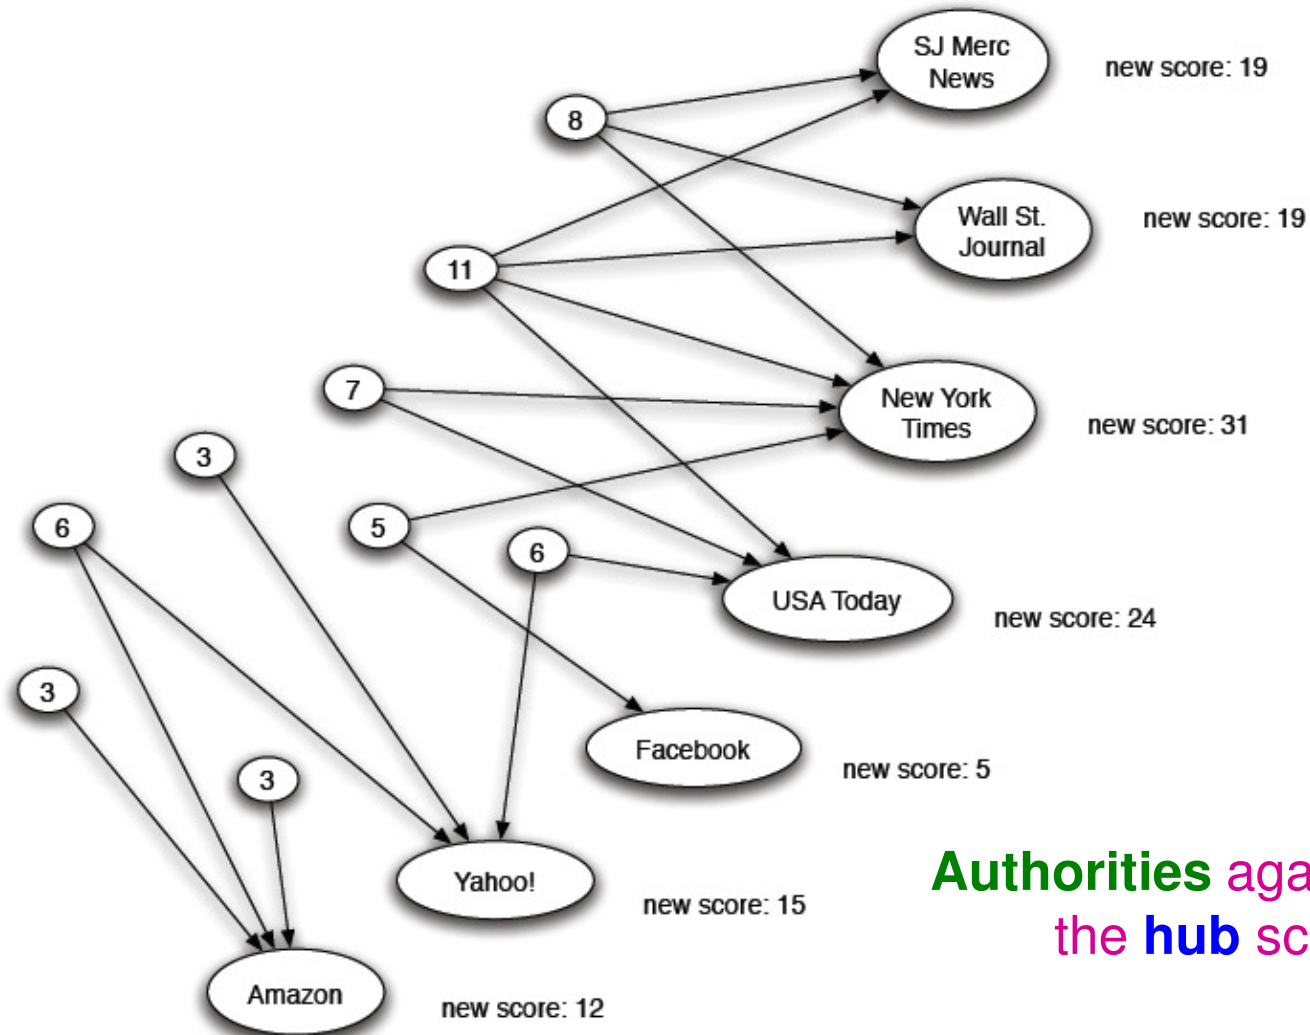 SJ Merc
News
new score: 19
8
Wall St.
Journal
new score: 19
11
7
New York
Times
new score: 31
3
6
5
6
USA Today
new score: 24
3
Facebook
new score: 5
3
Yahoo!
new score: 15
Authorities
the hub
Amazon
new score: 12